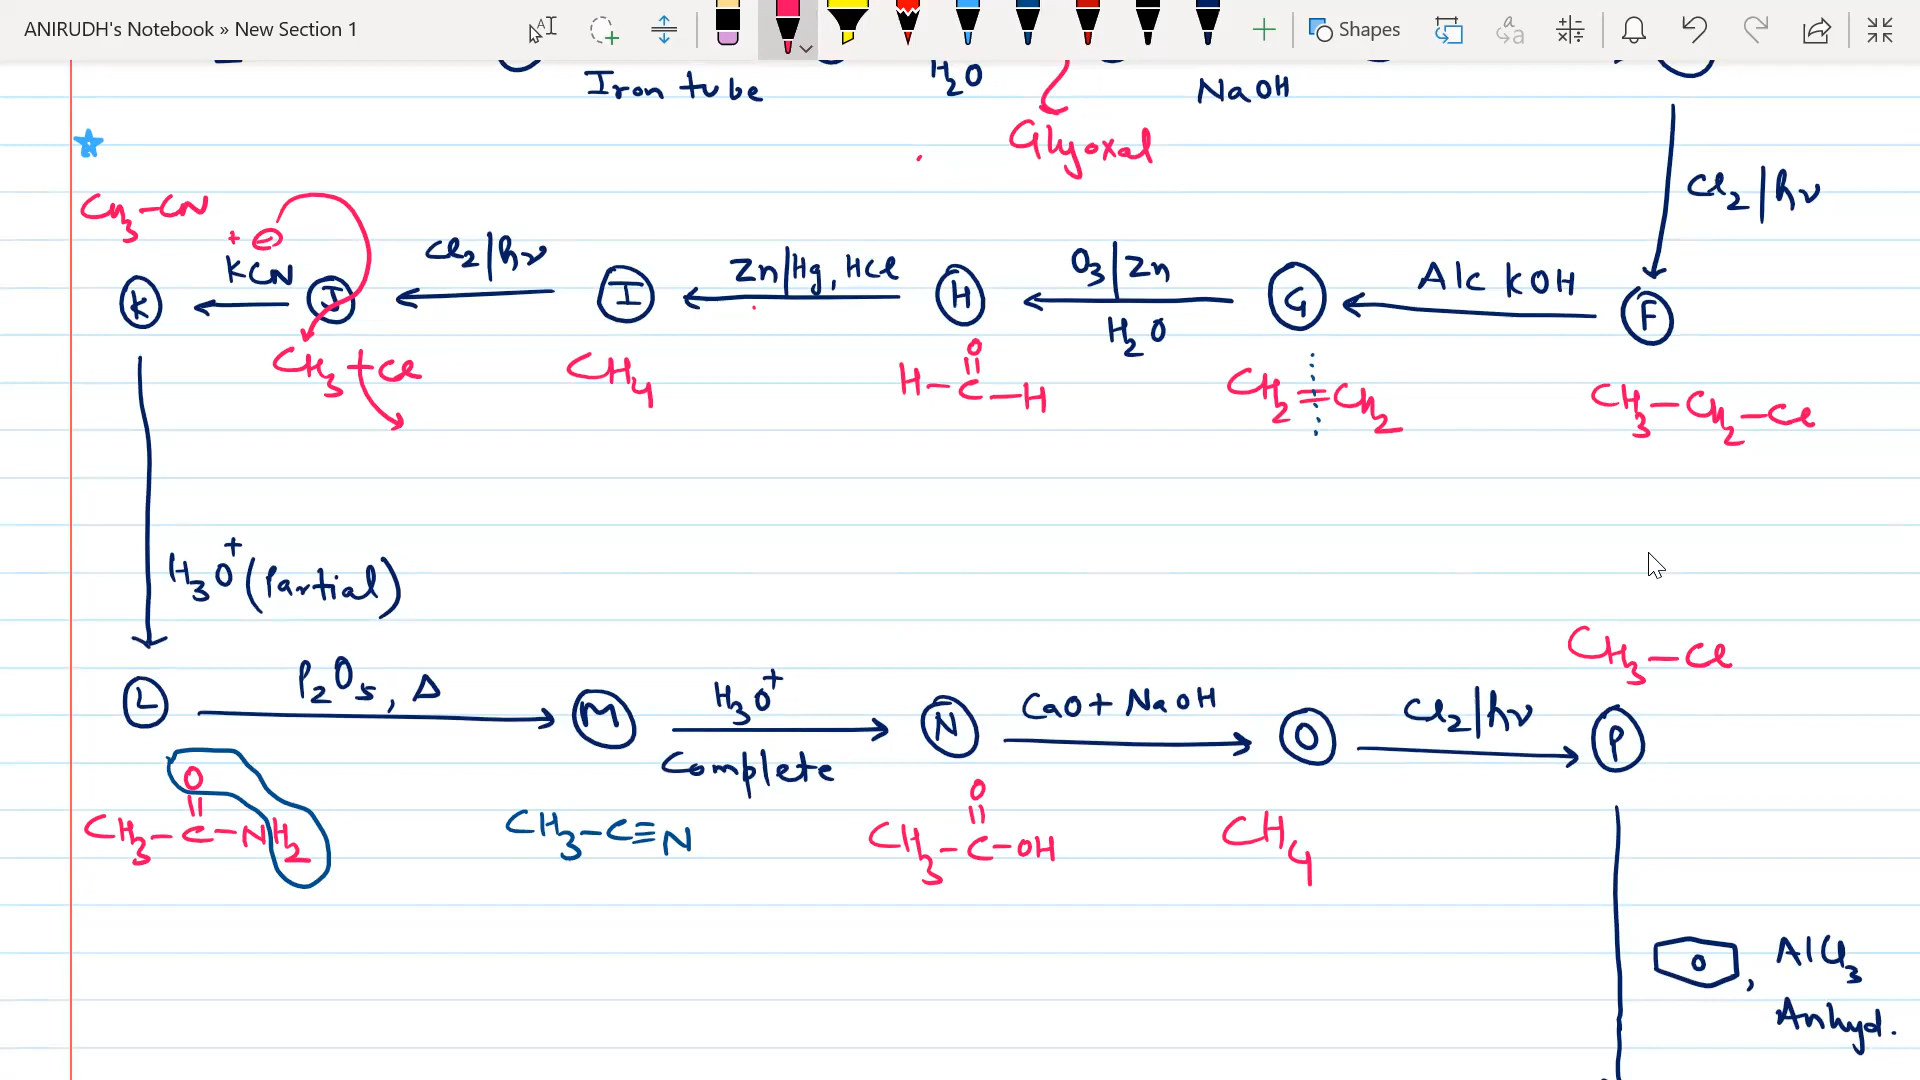 ANIRUDH's Notebook » New Section 1
Shapes
Iron tube
H2O
NaOH
Glyoxal
Cl2/hν
CH3-CN
+ ⊖
KCN
Cl2/hν
Zn/Hg, HCl
O3/Zn
H2O
Alc KOH
K
J
I
H
G
F
CH3 Cl
CH4
O
H-C-H
CH2=CH2
CH3-CH2-Cl
H3O+ (Partial)
CH3-Cl
L
P2O5, Δ
M
H3O+
Complete
N
CaO + NaOH
O
Cl2/hν
P
O
CH3-C-NH2
CH3-C≡N
O
CH3-C-OH
CH4
, AlCl3
Anhyd.